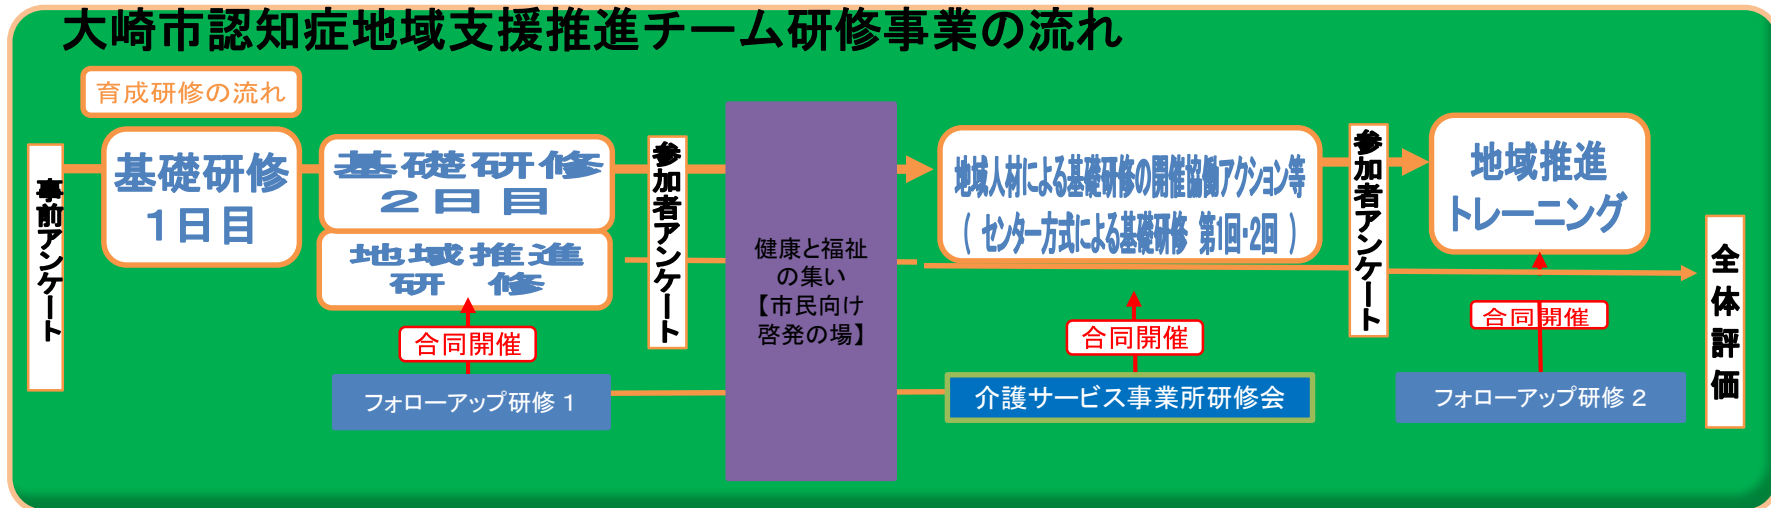 大崎市認知症地域支援推進チーム研修事業の流れ
育成研修の流れ
事前アンケート
基礎研修
１日目
基礎研修
２日目
地域推進
研　修
合同開催
フォローアップ研修１
参加者アンケート
健康と福祉
の集い
【市民向け
啓発の場】
地域人材による基礎研修の開催協働アクション等
（ センター方式による基礎研修 第1回・2回 ）
合同開催
介護サービス事業所研修会
参加者アンケート
地域推進
トレーニング
合同開催
フォローアップ研修２
全体評価